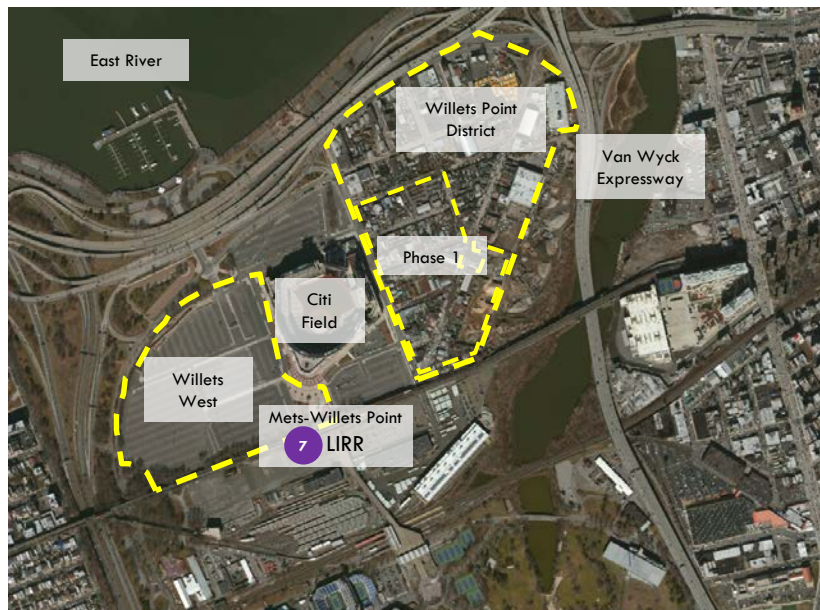 East River
Willets Point
District
Van Wyck
Expressway
Phase 1
Citi
Field
Willets
West
Mets-Willets Point
7 LIRR